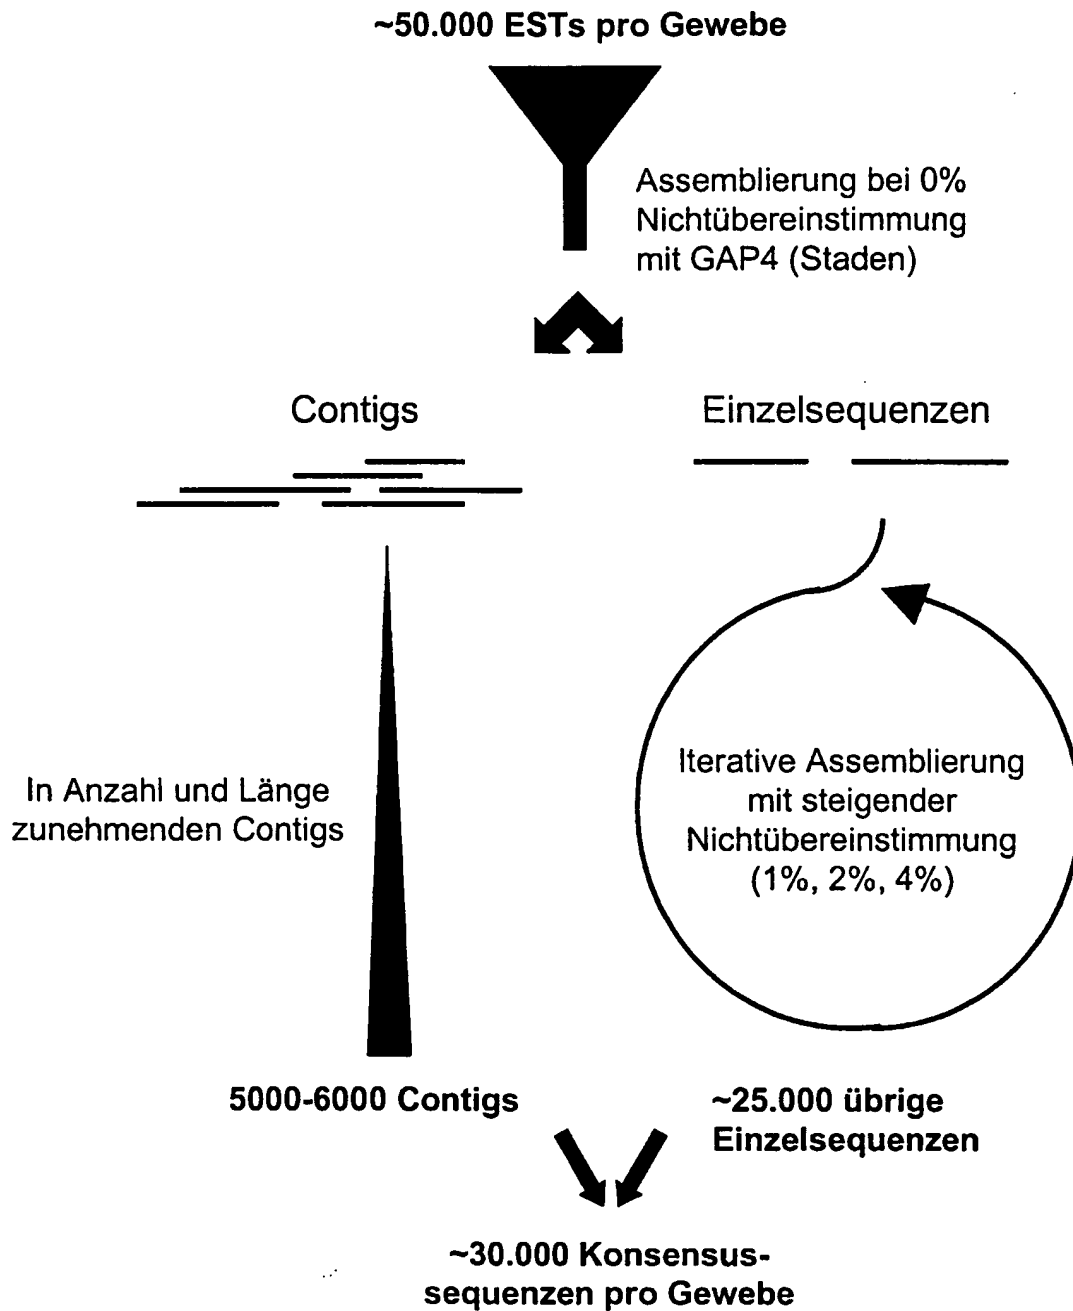 ~50.000 ESTs pro Gewebe
Assemblierung bei 0%
Nichtübereinstimmung
mit GAP4 (Staden)
Contigs
Einzelsequenzen
In Anzahl und Länge
zunehmenden Contigs
Iterative Assemblierung
mit steigender
Nichtübereinstimmung
(1%, 2%, 4%)
5000-6000 Contigs
~25.000 übrige
Einzelsequenzen
~30.000 Konsensus-
sequenzen pro Gewebe